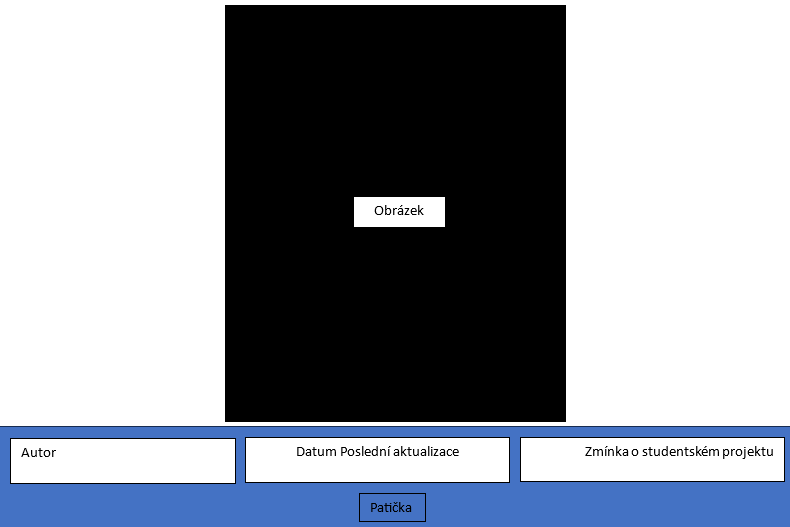 Obrázek
Autor
Datum Poslední aktualizace
Zmínka o studentském projektu
Patička